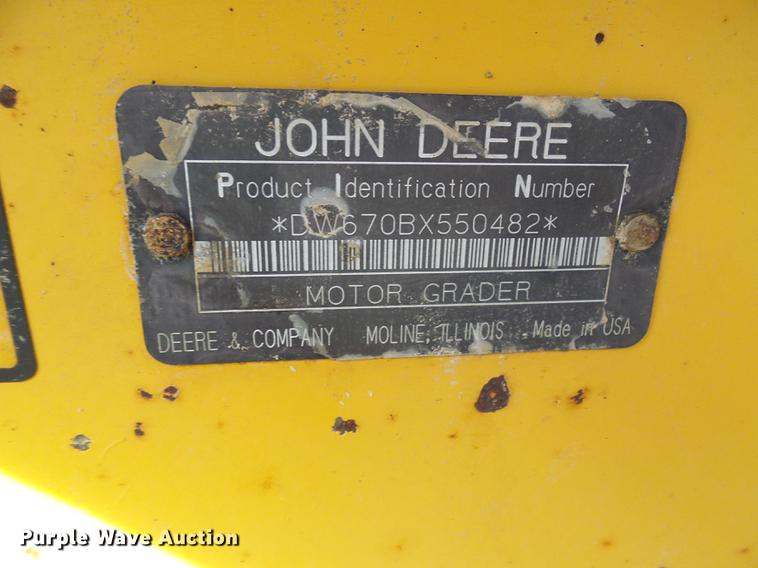 JOHN DEERE
Product Identification Number
*DW670BX550482*
MOTOR GRADER
DEERE & COMPANY MOLINE, ILLINOIS Made in USA
Purple Wave Auction